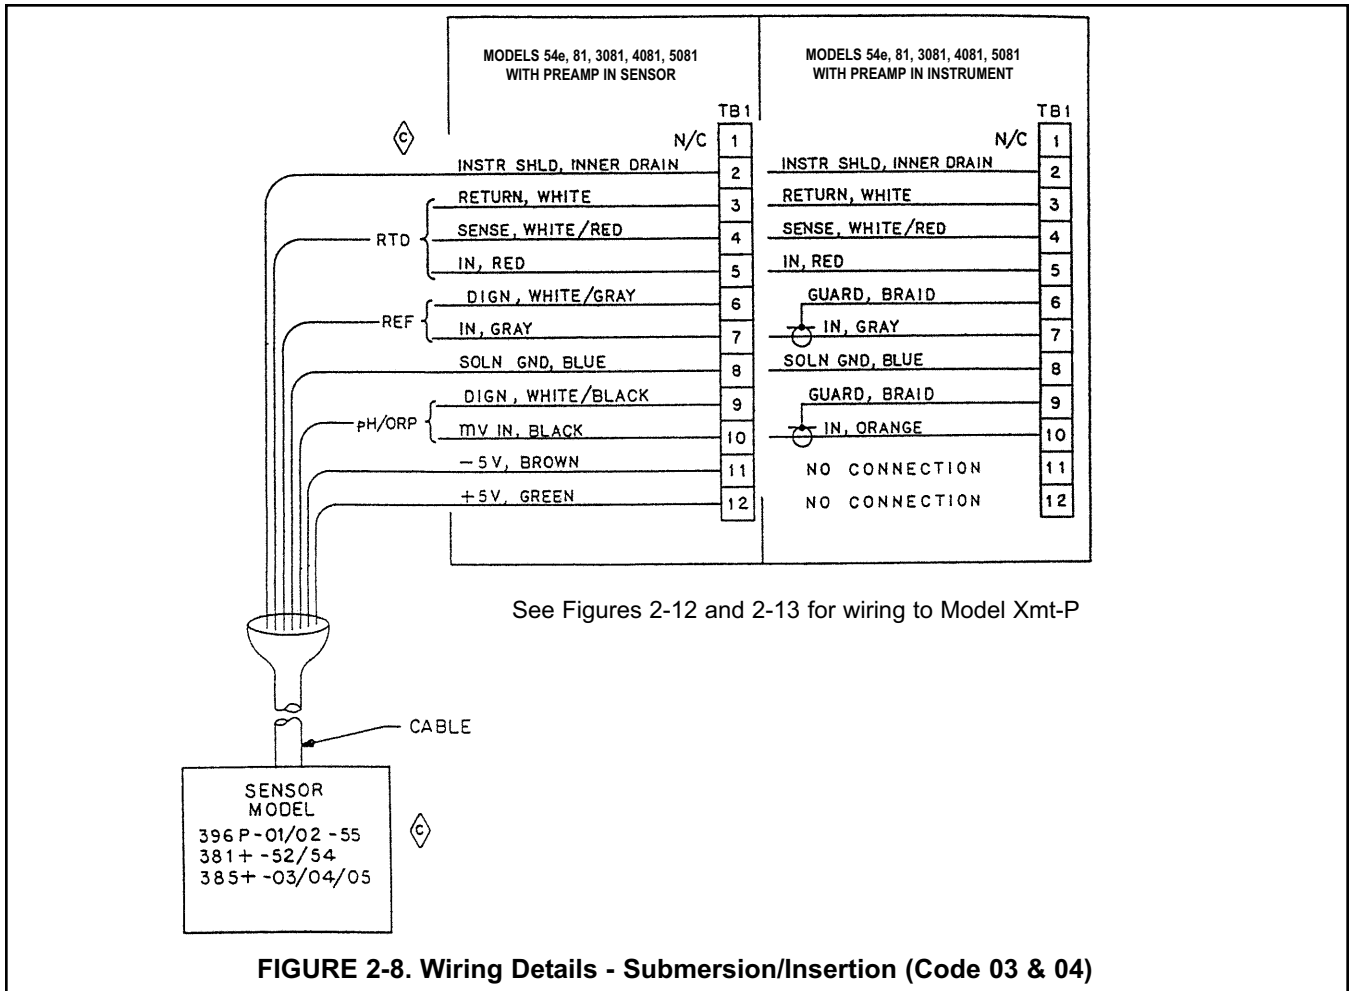 MODELS 54e, 81, 3081, 4081, 5081
WITH PREAMP IN SENSOR
TB1
C
N/C 1
INSTR SHLD, INNER DRAIN 2
RETURN, WHITE 3
RTD
SENSE, WHITE/RED 4
IN, RED 5
DIGN, WHITE/GRAY 6
REF
IN, GRAY 7
SOLN GND, BLUE 8
DIGN, WHITE/BLACK 9
pH/ORP
mV IN, BLACK 10
-5V, BROWN 11
+5V, GREEN 12
MODELS 54e, 81, 3081, 4081, 5081
WITH PREAMP IN INSTRUMENT
TB1
N/C 1
INSTR SHLD, INNER DRAIN 2
RETURN, WHITE 3
SENSE, WHITE/RED 4
IN, RED 5
GUARD, BRAID 6
IN, GRAY 7
SOLN GND, BLUE 8
GUARD, BRAID 9
IN, ORANGE 10
NO CONNECTION 11
NO CONNECTION 12
See Figures 2-12 and 2-13 for wiring to Model Xmt-P
CABLE
SENSOR
MODEL
396P-01/02 -55
381+ -52/54
385+ -03/04/05
C
FIGURE 2-8. Wiring Details - Submersion/Insertion (Code 03 & 04)